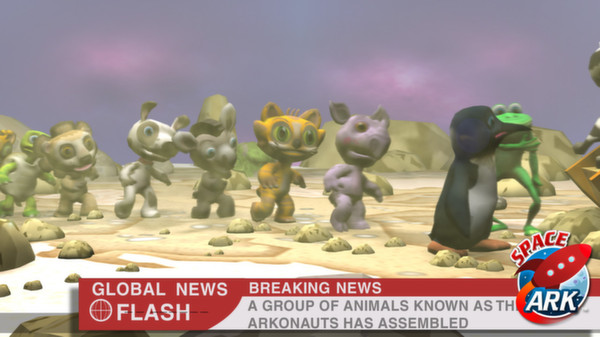 GLOBAL NEWS
FLASH
BREAKING NEWS
A GROUP OF ANIMALS KNOWN AS TH
ARKONAUTS HAS ASSEMBLED
SPACE
ARK